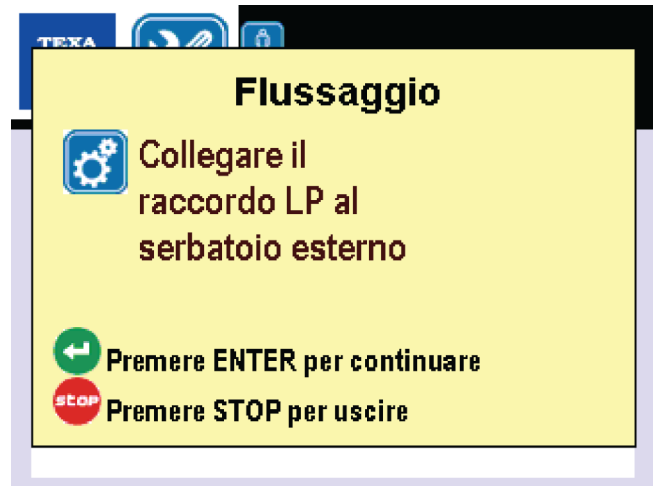 TEXA
Flussaggio
Collegare il
raccordo LP al
serbatoio esterno
Premere ENTER per continuare
stop Premere STOP per uscire